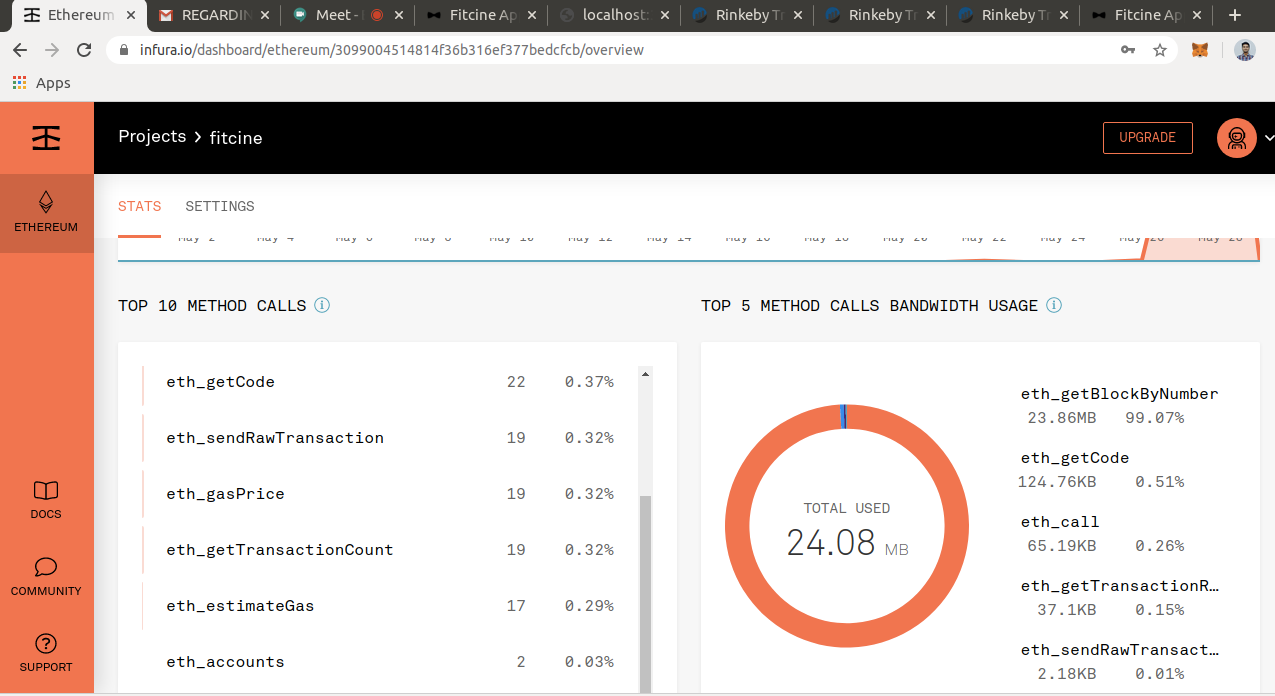 Ethereum
REGARDIN
Meet -
Fitcine Ap
localhost:
Rinkeby Tr
Rinkeby Tr
Rinkeby Tr
Fitcine Ap
infura.io/dashboard/ethereum/3099004514814f36b316ef377bedcfcb/overview
Apps
Projects > fitcine
UPGRADE
ETHEREUM
STATS SETTINGS
May 2 May 4 May 6 May 8 May 10 May 12 May 14 May 16 May 18 May 20 May 22 May 24 May 26 May 28
TOP 10 METHOD CALLS
eth_getCode 22 0.37%
eth_sendRawTransaction 19 0.32%
eth_gasPrice 19 0.32%
eth_getTransactionCount 19 0.32%
eth_estimateGas 17 0.29%
eth_accounts 2 0.03%
TOP 5 METHOD CALLS BANDWIDTH USAGE
TOTAL USED
24.08 MB
eth_getBlockByNumber
23.86MB 99.07%
eth_getCode
124.76KB 0.51%
eth_call
65.19KB 0.26%
eth_getTransactionR…
37.1KB 0.15%
eth_sendRawTransact…
2.18KB 0.01%
DOCS
COMMUNITY
SUPPORT